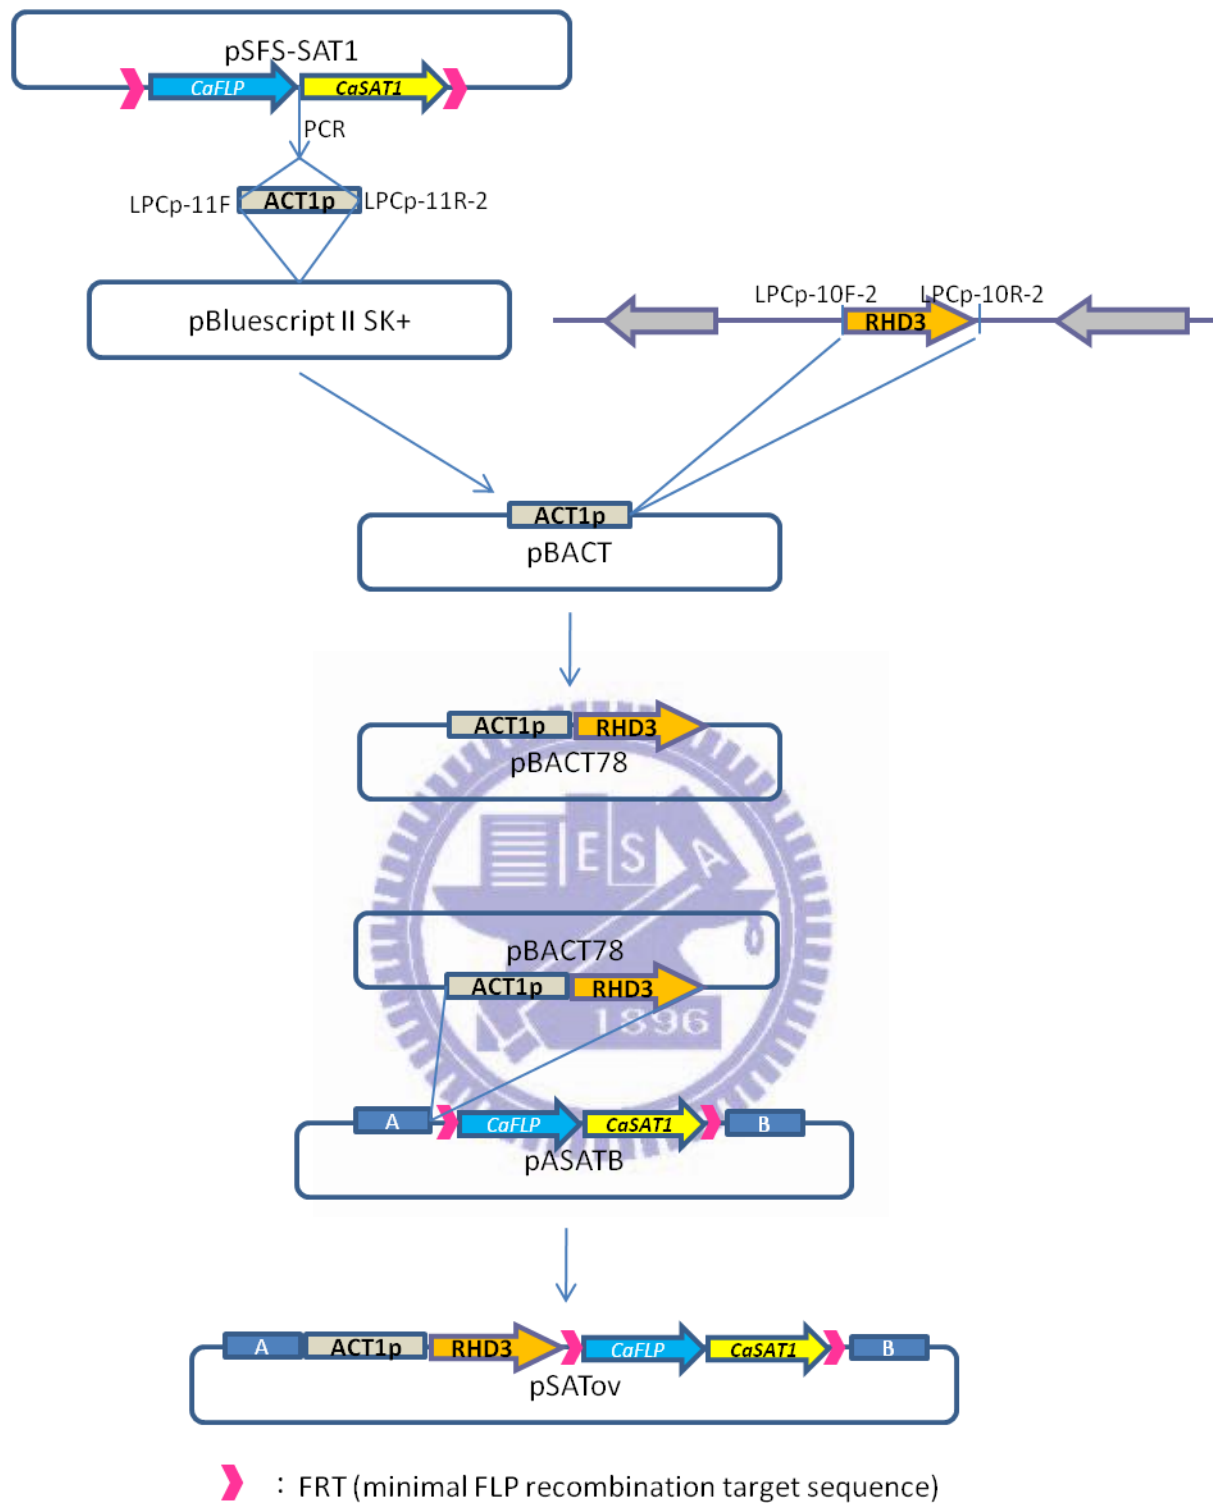 pSFS-SAT1
CaFLP
CaSAT1
PCR
LPCp-11F
ACT1p
LPCp-11R-2
pBluescript II SK+
LPCp-10F-2
LPCp-10R-2
RHD3
ACT1p
pBACT
ACT1p
RHD3
pBACT78
E S A
pBACT78
ACT1p
RHD3
1896
A
CaFLP
CaSAT1
B
pASATB
A
ACT1p
RHD3
CaFLP
CaSAT1
B
pSATov
: FRT (minimal FLP recombination target sequence)